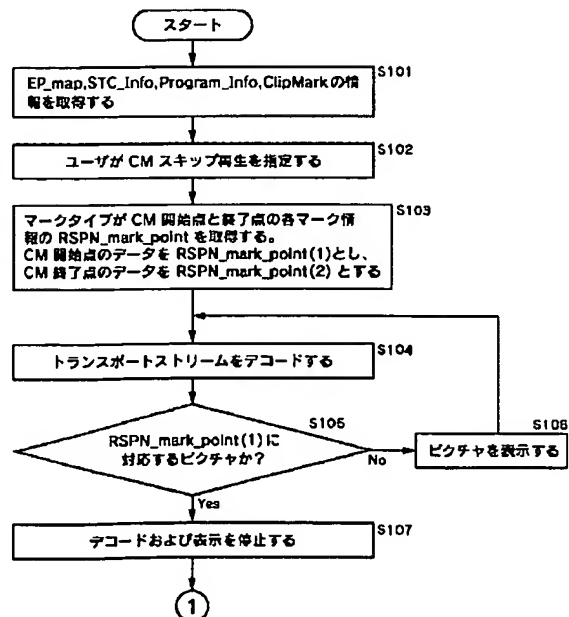 スタート
EP_map,STC_Info,Program_Info,ClipMarkの情
報を取得する
S101
ユーザが CM スキップ再生を指定する
S102
マークタイプが CM 開始点と終了点の各マーク情
報の RSPN_mark_point を取得する。
CM 開始点のデータを RSPN_mark_point(1)とし、
CM 終了点のデータを RSPN_mark_point(2) とする
S103
トランスポートストリームをデコードする
S104
RSPN_mark_point(1)に
対応するピクチャか？
S105
No
ピクチャを表示する
S106
Yes
デコードおよび表示を停止する
S107
1